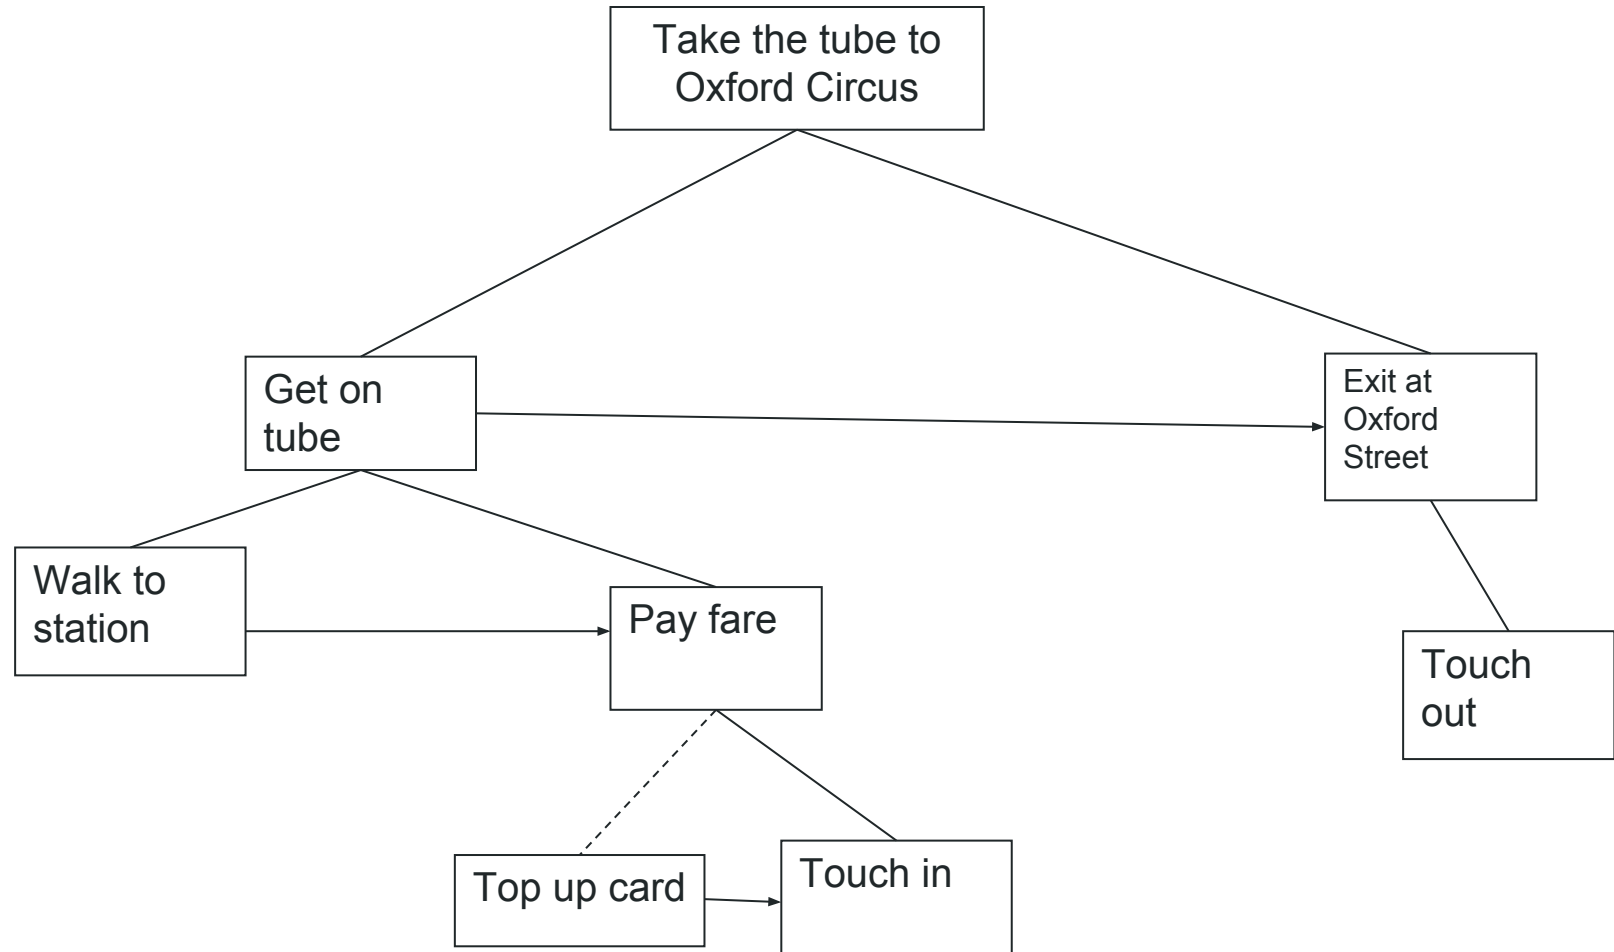 Take the tube to
Oxford Circus
Get on
tube
Exit at
Oxford
Street
Walk to
station
Pay fare
Touch
out
Top up card
Touch in